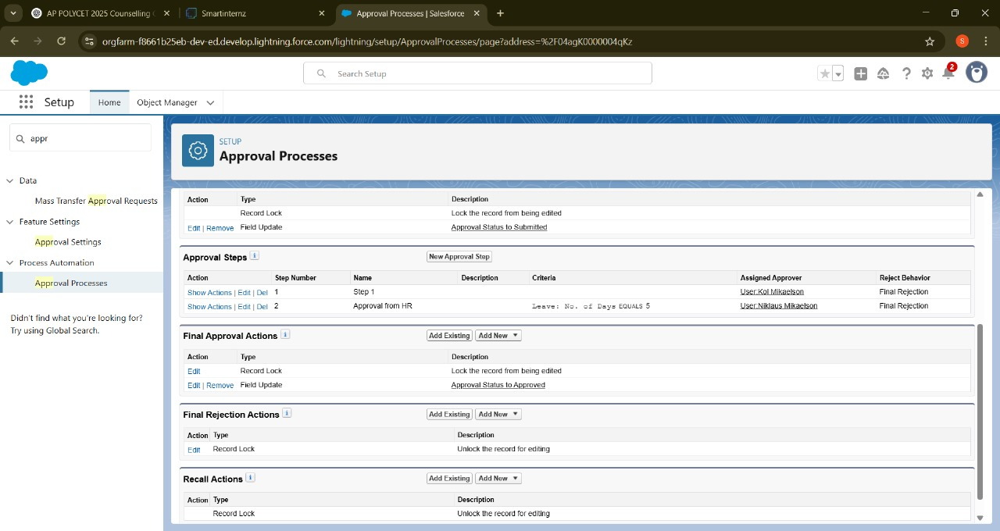 AP POLYCET 2025 Counselling
Smartinternz
Approval Processes | Salesforce
orgfarm-f8661b25eb-dev-ed.develop.lightning.force.com/lightning/setup/ApprovalProcesses/page?address=%2F04agK0000004qKz
S
Search Setup
2
Setup
Home
Object Manager
appr
Data
Mass Transfer Approval Requests
Feature Settings
Approval Settings
Process Automation
Approval Processes
Didn't find what you're looking for?
Try using Global Search.
SETUP
Approval Processes
Action Type Description
Record Lock Lock the record from being edited
Edit | Remove Field Update Approval Status to Submitted
Approval Steps i New Approval Step
Action Step Number Name Description Criteria Assigned Approver Reject Behavior
Show Actions | Edit | Del 1 Step 1 User:Kol Mikaelson Final Rejection
Show Actions | Edit | Del 2 Approval from HR Leave: No. of Days EQUALS 5 User:Niklaus Mikaelson Final Rejection
Final Approval Actions i Add Existing Add New
Action Type Description
Edit Record Lock Lock the record from being edited
Edit | Remove Field Update Approval Status to Approved
Final Rejection Actions i Add Existing Add New
Action Type Description
Edit Record Lock Unlock the record for editing
Recall Actions i Add Existing Add New
Action Type Description
Record Lock Unlock the record for editing